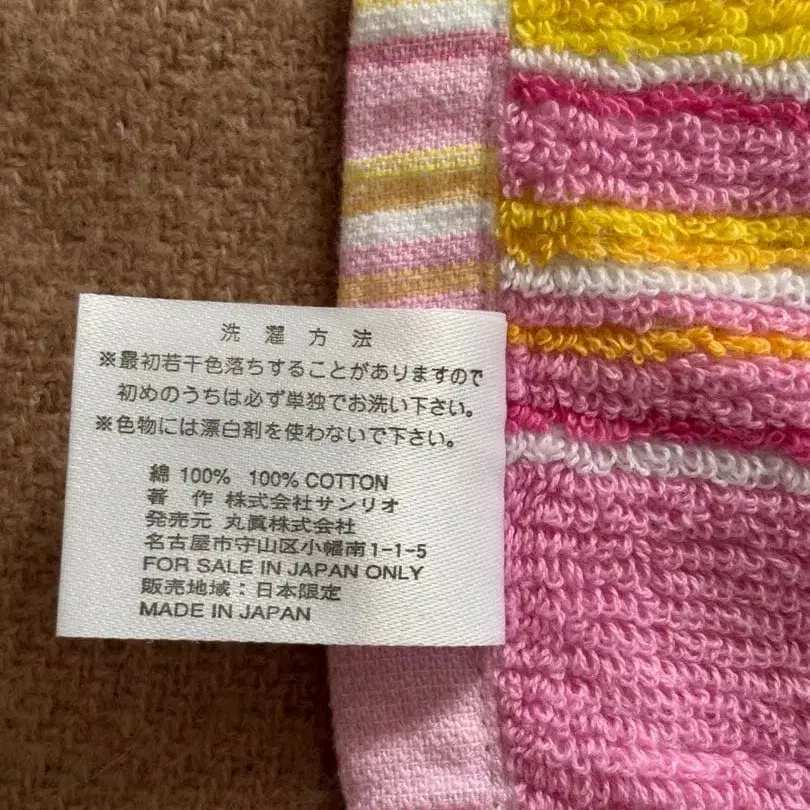 洗濯方法
※最初若干色落ちすることがありますので
初めのうちは必ず単独でお洗い下さい。
※色物には漂白剤を使わないで下さい。
綿 100% 100% COTTON
著 作 株式会社サンリオ
発売元 丸眞株式会社
名古屋市守山区小幡南1-1-5
FOR SALE IN JAPAN ONLY
販売地域：日本限定
MADE IN JAPAN